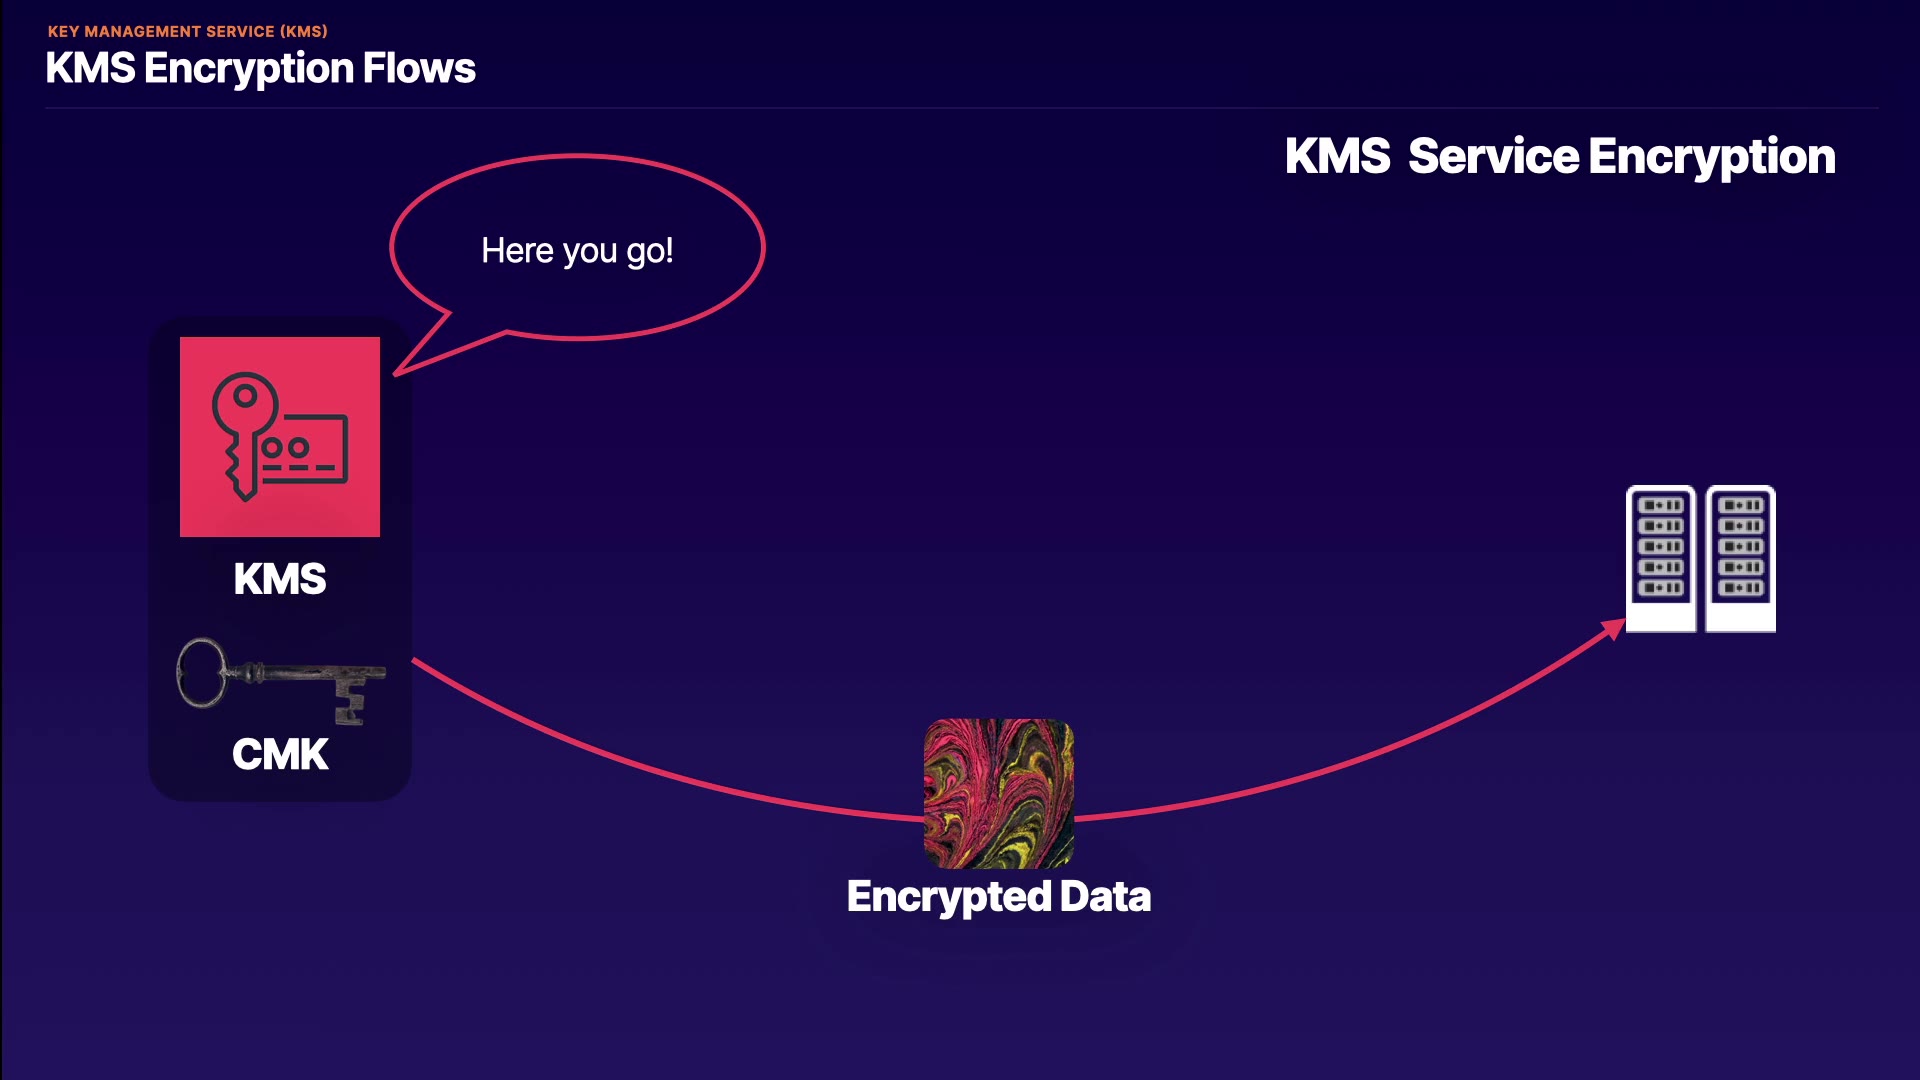 KEY MANAGEMENT SERVICE (KMS)
KMS Encryption Flows
KMS  Service Encryption
Here you go!
KMS
CMK
Encrypted Data